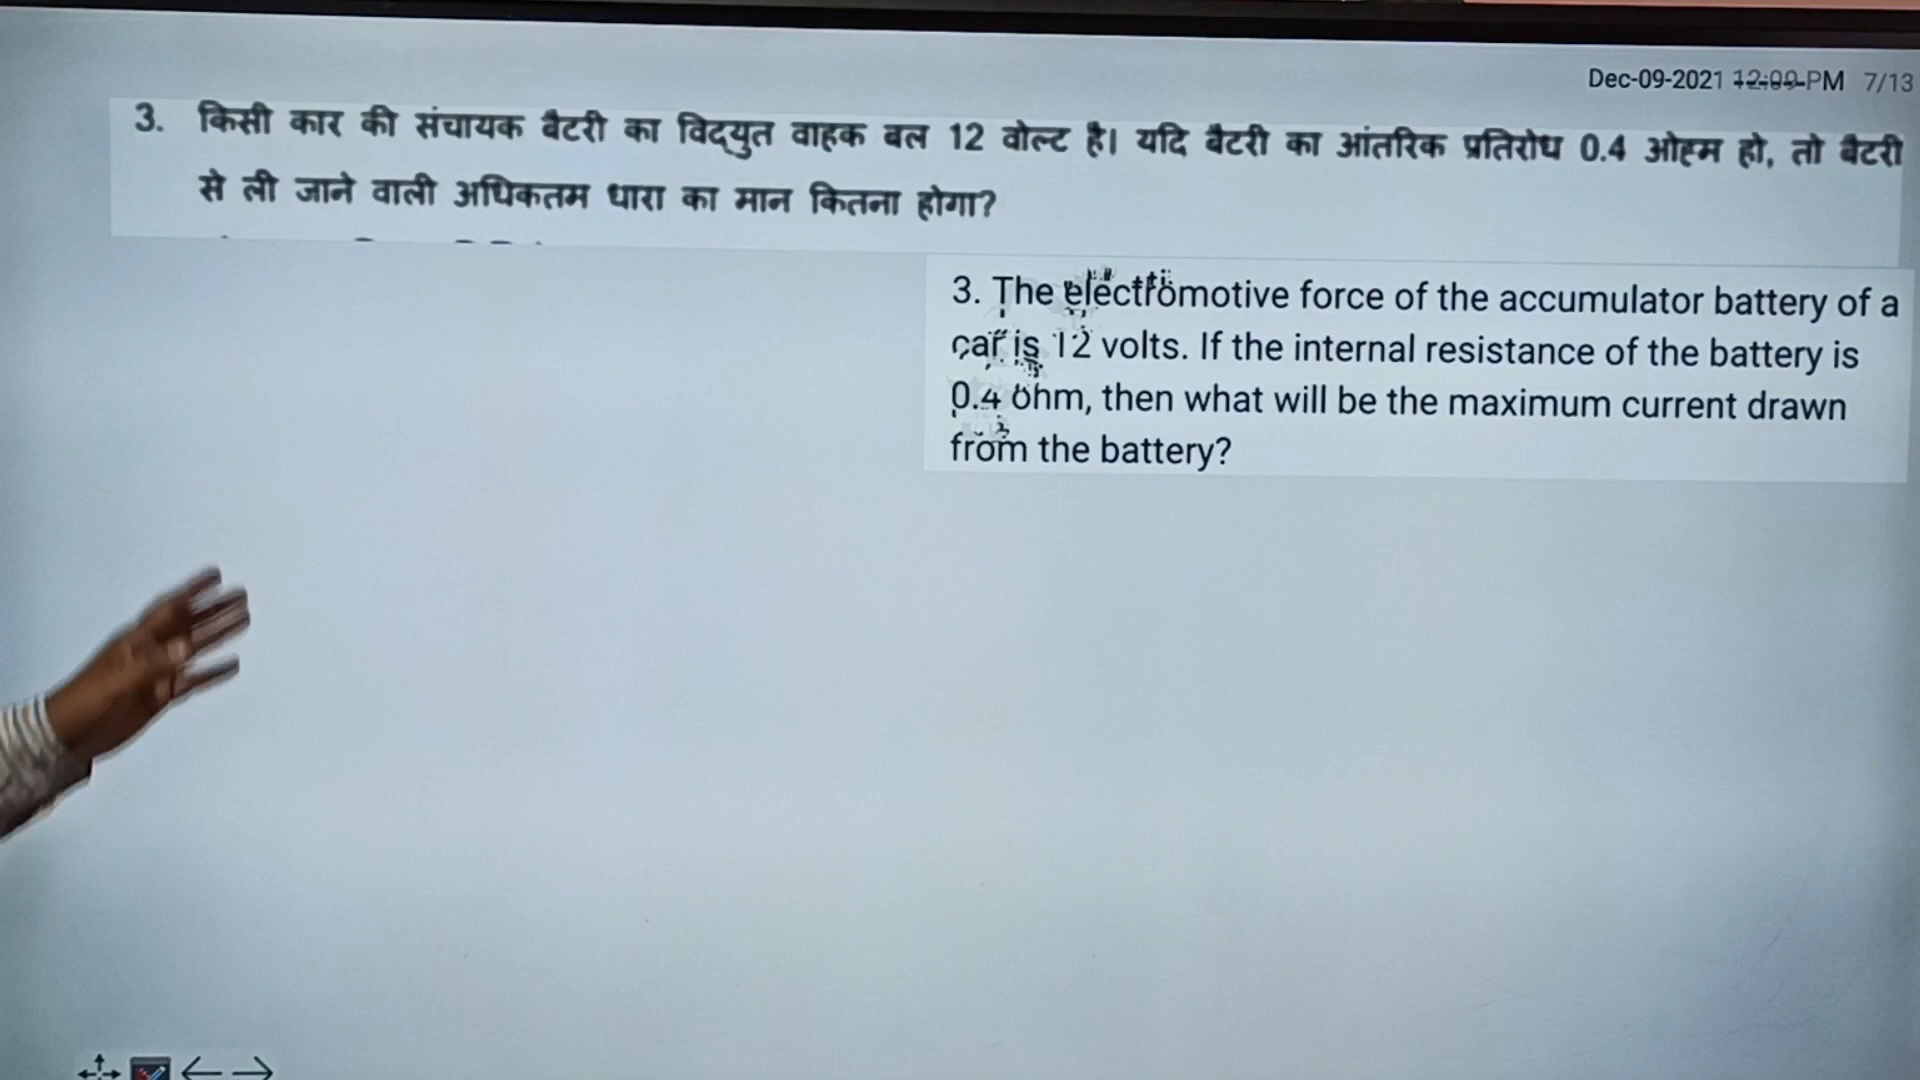 Dec-09-2021 12:09 PM 7/13
3. किसी कार की संचायक बैटरी का विद्युत वाहक बल 12 वोल्ट है। यदि बैटरी का आंतरिक प्रतिरोध 0.4 ओहम हो, तो बैटरी
से ली जाने वाली अधिकतम धारा का मान कितना होगा?
3. The electromotive force of the accumulator battery of a
car is 12 volts. If the internal resistance of the battery is
0.4 ohm, then what will be the maximum current drawn
from the battery?